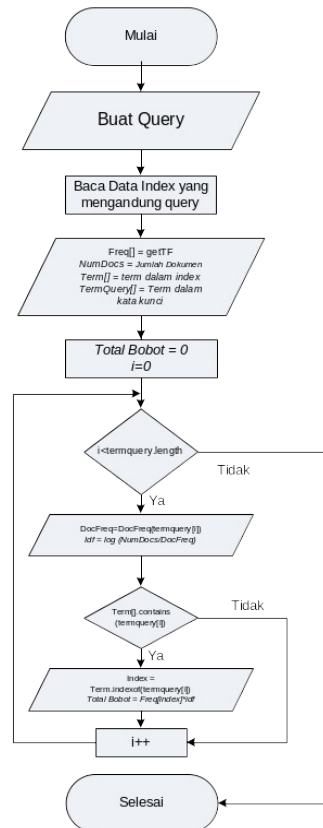 Mulai
Buat Query
Baca Data Index yang
mengandung query
Freq[] = getTF
NumDocs = Jumlah Dokumen
Term[] = term dalam index
TermQuery[] = Term dalam
kata kunci
Total Bobot = 0
i=0
i<termquery.length
Tidak
Ya
DocFreq=DocFreq(termquery[i])
Idf = log (NumDocs/DocFreq)
Term[].contains
(termquery[i])
Tidak
Ya
Index =
Term.indexof(termquery[i])
Total Bobot = Freq[Index]*idf
i++
Selesai